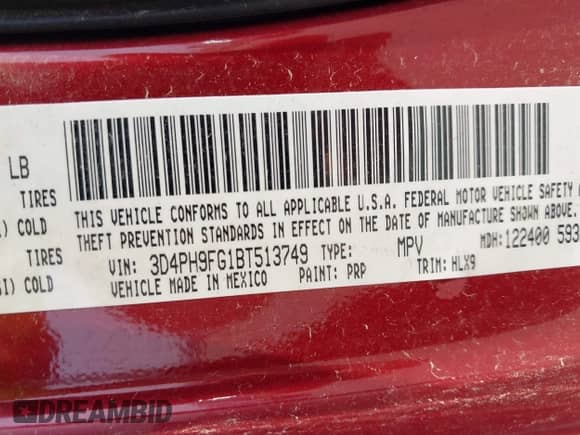 LB
TIRES
) COLD
TIRES
SI) COLD
THIS VEHICLE CONFORMS TO ALL APPLICABLE U.S.A. FEDERAL MOTOR VEHICLE SAFETY
THEFT PREVENTION STANDARDS IN EFFECT ON THE DATE OF MANUFACTURE SHOWN ABOVE.
VIN: 3D4PH9FG1BT513749 TYPE: MPV MDH:122400 593
VEHICLE MADE IN MEXICO PAINT: PRP TRIM: HLX9
DREAMBID